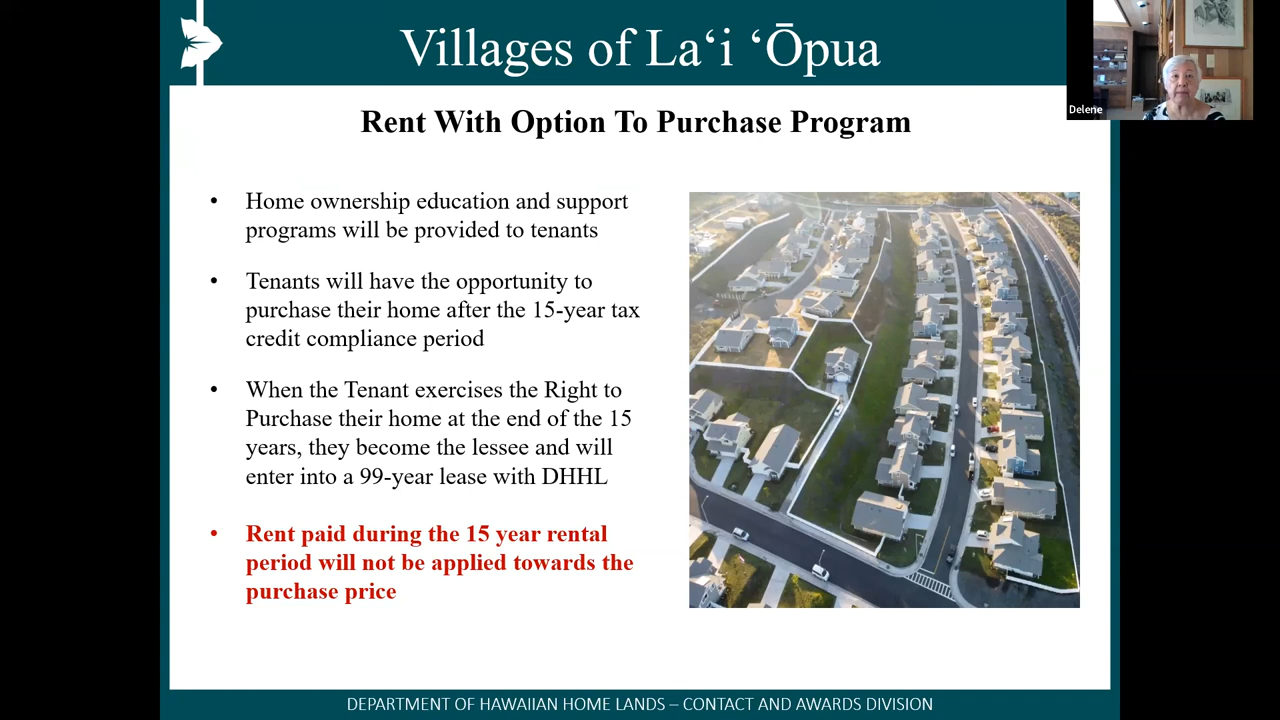 Villages of Laʻi ʻŌpua
Delene
Rent With Option To Purchase Program
• Home ownership education and support
programs will be provided to tenants
• Tenants will have the opportunity to
purchase their home after the 15-year tax
credit compliance period
• When the Tenant exercises the Right to
Purchase their home at the end of the 15
years, they become the lessee and will
enter into a 99-year lease with DHHL
• Rent paid during the 15 year rental
period will not be applied towards the
purchase price
DEPARTMENT OF HAWAIIAN HOME LANDS – CONTACT AND AWARDS DIVISION